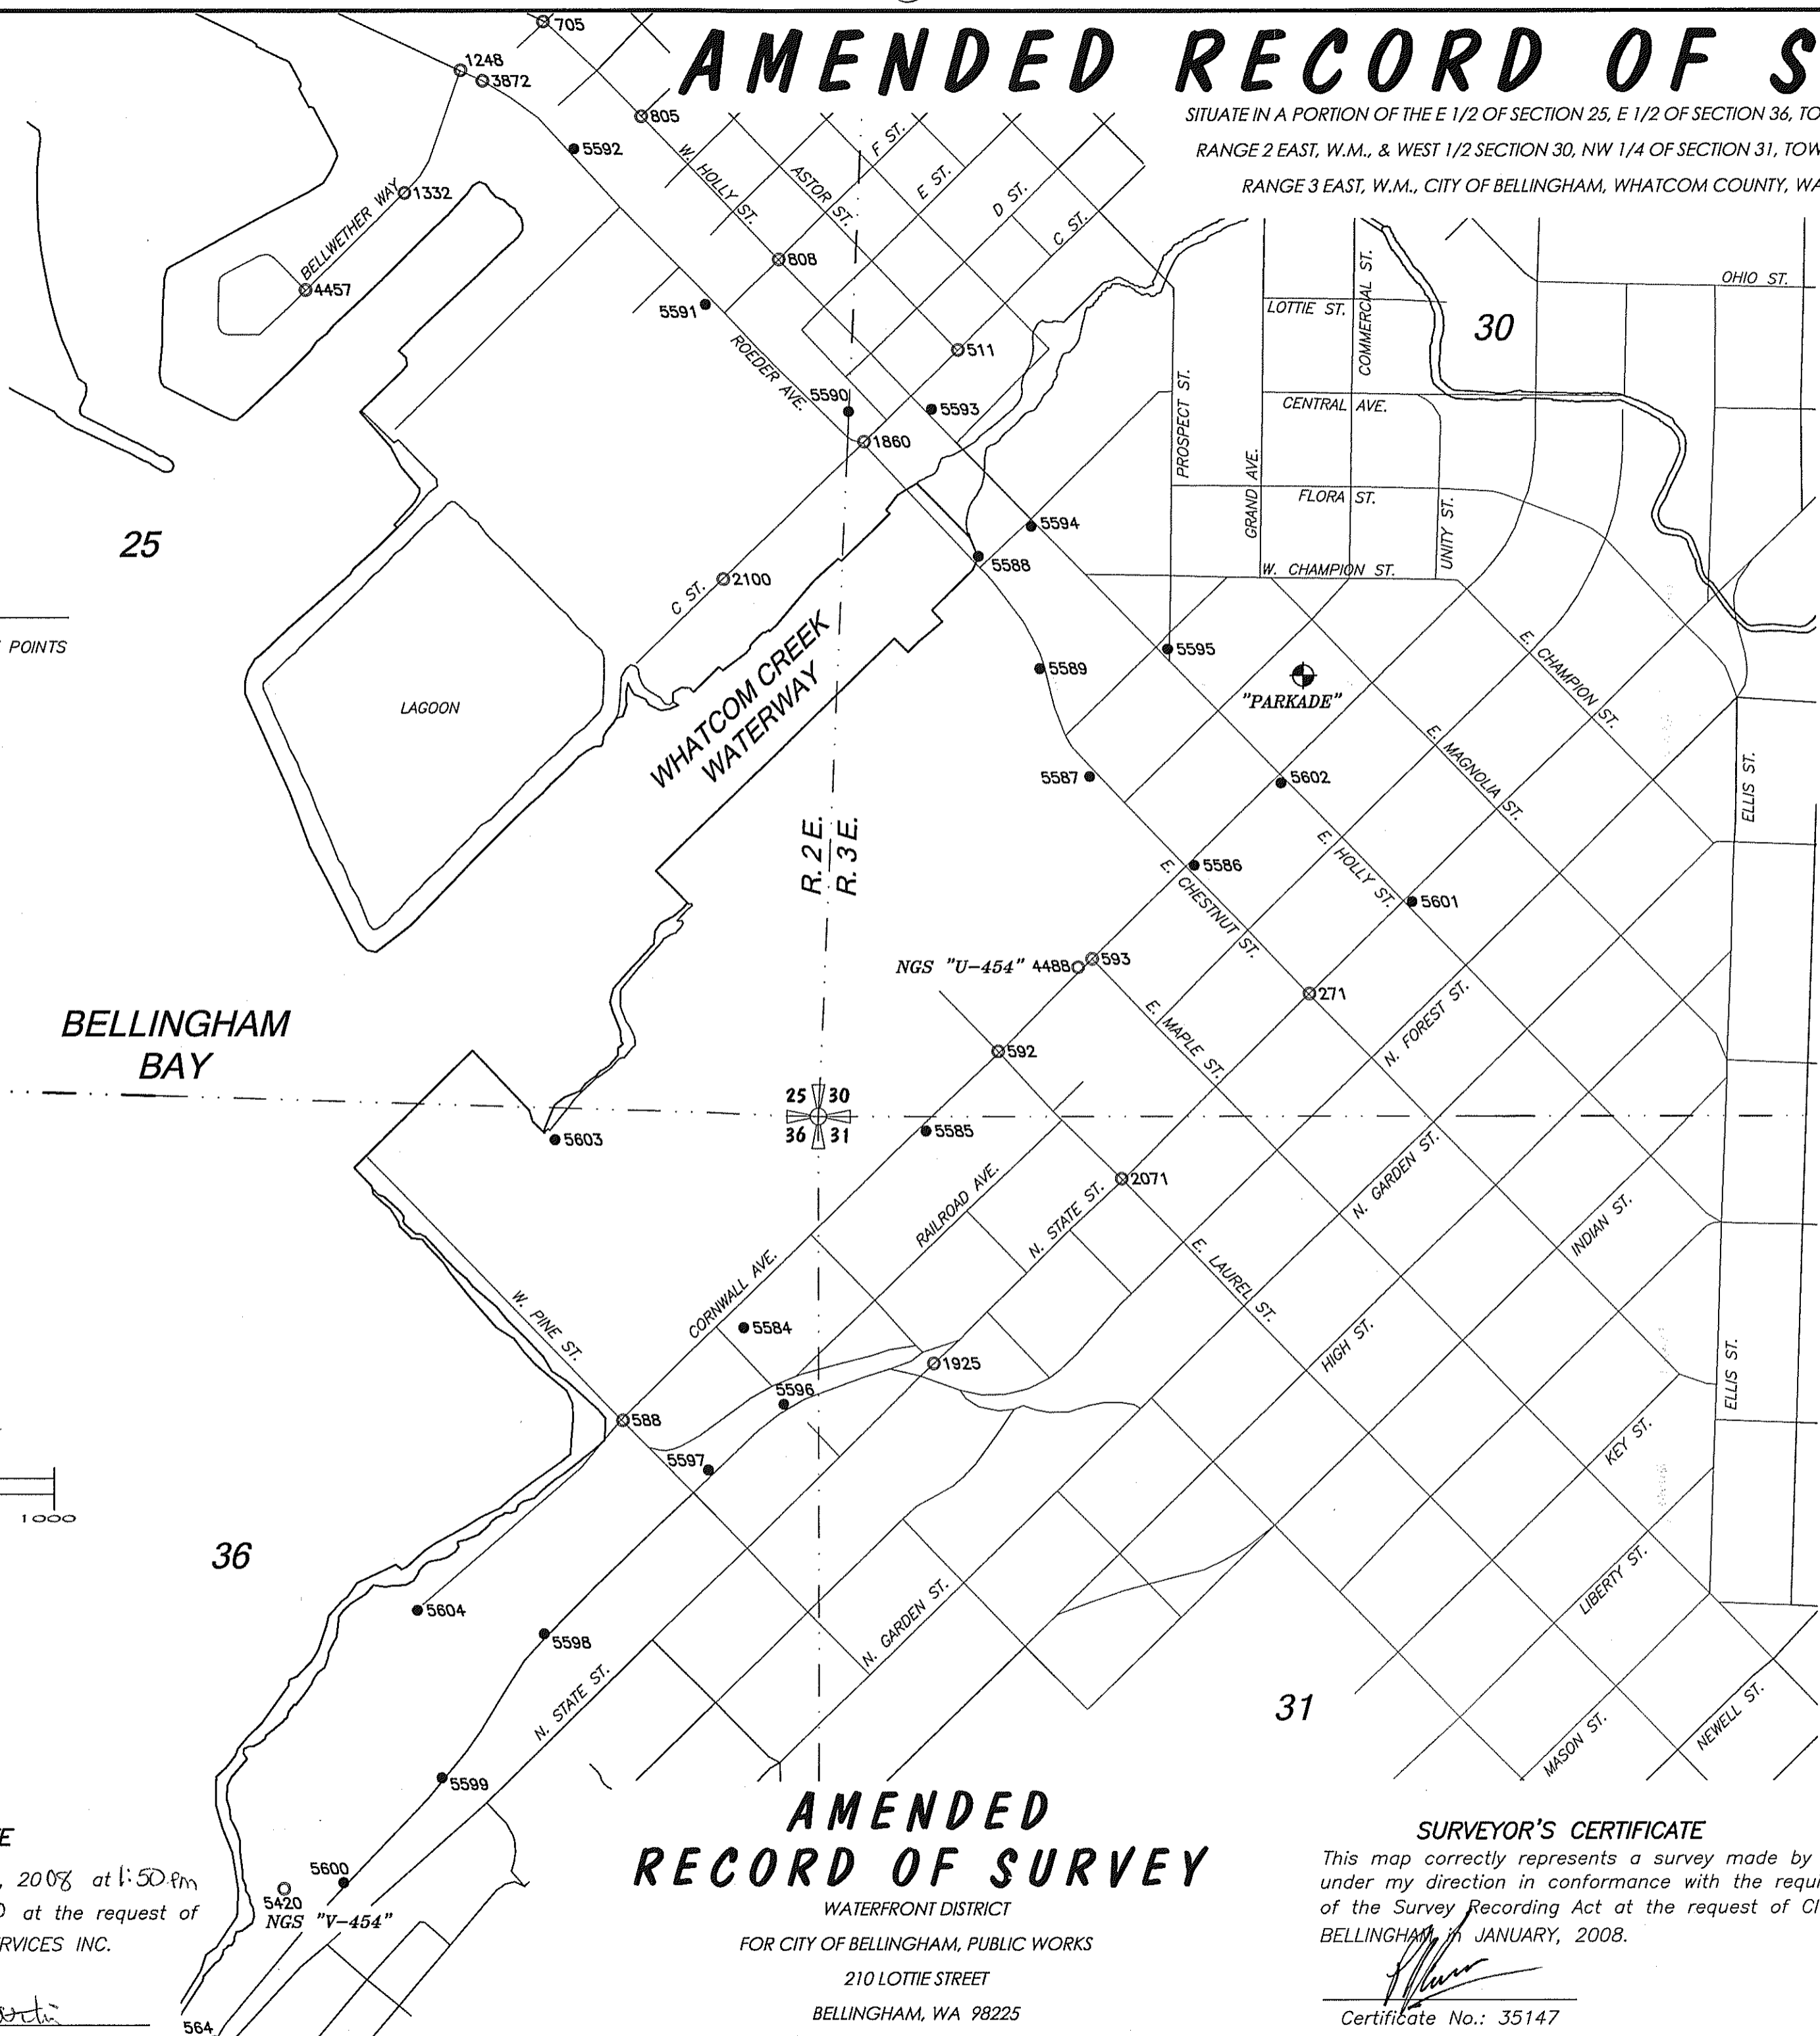 AMENDED RECORD OF S
SITUATE IN A PORTION OF THE E 1/2 OF SECTION 25, E 1/2 OF SECTION 36, TO
RANGE 2 EAST, W.M., & WEST 1/2 SECTION 30, NW 1/4 OF SECTION 31, TOW
RANGE 3 EAST, W.M., CITY OF BELLINGHAM, WHATCOM COUNTY, WA
705
1248
3872
805
5592
W. HOLLY ST.
ASTOR ST.
F ST.
E ST.
D ST.
C ST.
1332
BELLWETHER WAY
4457
808
5591
ROEDER AVE.
511
5590
5593
1860
OHIO ST.
LOTTIE ST.
COMMERCIAL ST.
30
PROSPECT ST.
CENTRAL AVE.
GRAND AVE.
FLORA ST.
UNITY ST.
W. CHAMPION ST.
25
5594
5588
C ST.
2100
POINTS
LAGOON
WHATCOM CREEK
WATERWAY
5589
5595
"PARKADE"
E. CHAMPION ST.
E. MAGNOLIA ST.
ELLIS ST.
5587
5602
R. 2 E.
R. 3 E.
5586
E. HOLLY ST.
E. CHESTNUT ST.
5601
NGS "U-454" 4488
593
271
N. FOREST ST.
E. MAPLE ST.
BELLINGHAM
BAY
592
25 30
36 31
5603
5585
2071
RAILROAD AVE.
N. STATE ST.
N. GARDEN ST.
INDIAN ST.
E. LAUREL ST.
CORNWALL AVE.
W. PINE ST.
5584
HIGH ST.
ELLIS ST.
1925
5596
588
KEY ST.
5597
1000
36
LIBERTY ST.
5604
5598
N. GARDEN ST.
N. STATE ST.
31
MASON ST.
NEWELL ST.
5599
AMENDED
RECORD OF SURVEY
WATERFRONT DISTRICT
FOR CITY OF BELLINGHAM, PUBLIC WORKS
210 LOTTIE STREET
BELLINGHAM, WA 98225
E
, 2008 at 1:50 pm
at the request of
RVICES INC.
5600
5420
NGS "V-454"
564
SURVEYOR'S CERTIFICATE
This map correctly represents a survey made by
under my direction in conformance with the requi
of the Survey Recording Act at the request of CI
BELLINGHAM in JANUARY, 2008.
Certificate No.: 35147